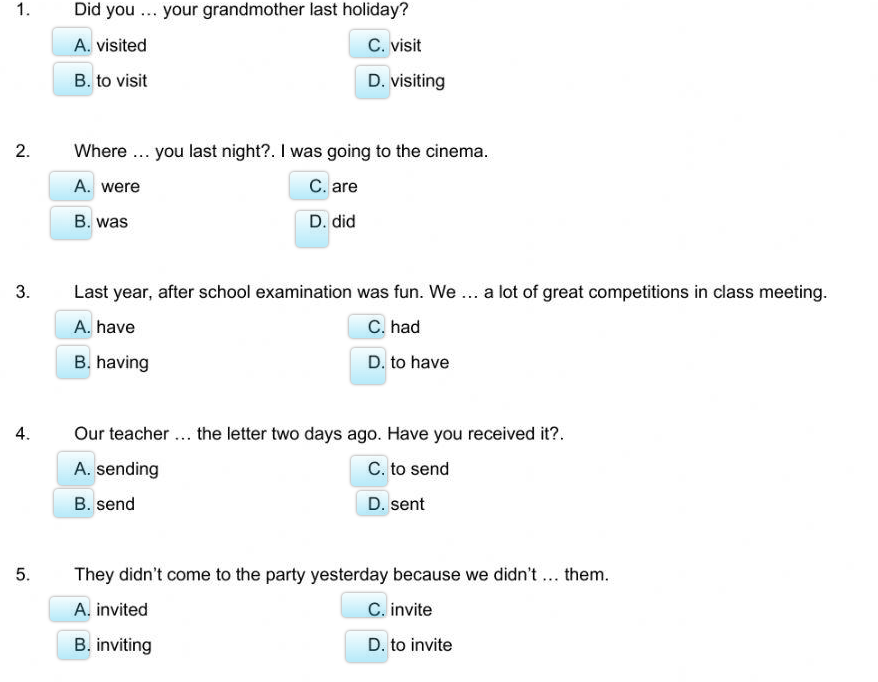 1. Did you … your grandmother last holiday?
A. visited C. visit
B. to visit D. visiting
2. Where … you last night?. I was going to the cinema.
A. were C. are
B. was D. did
3. Last year, after school examination was fun. We … a lot of great competitions in class meeting.
A. have C. had
B. having D. to have
4. Our teacher … the letter two days ago. Have you received it?.
A. sending C. to send
B. send D. sent
5. They didn’t come to the party yesterday because we didn’t … them.
A. invited C. invite
B. inviting D. to invite